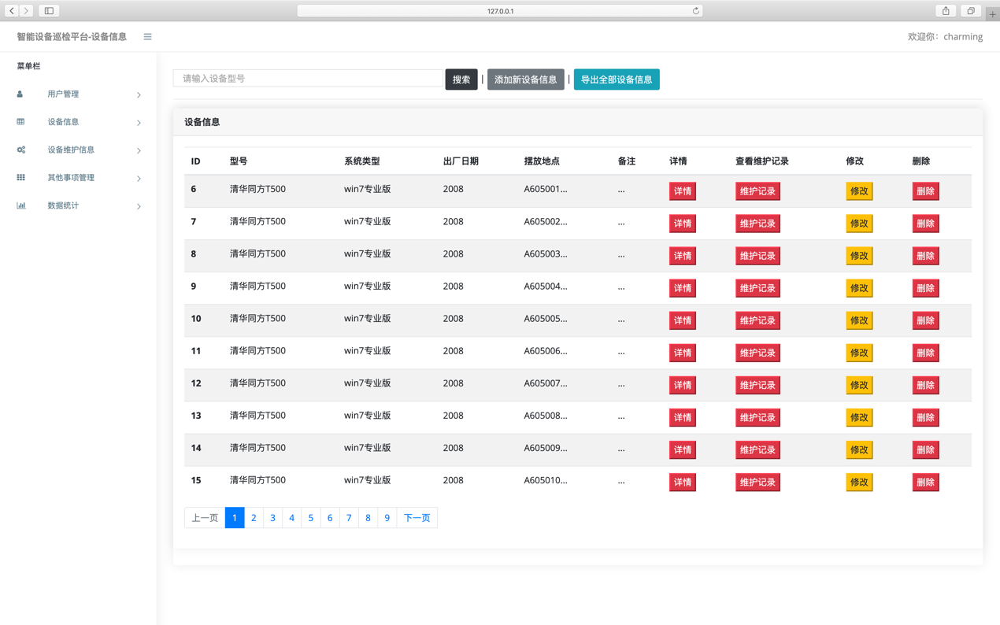 127.0.0.1
智能设备巡检平台-设备信息
欢迎你：charming
菜单栏
用户管理
设备信息
设备维护信息
其他事项管理
数据统计
请输入设备型号 搜索 | 添加新设备信息 | 导出全部设备信息
设备信息
ID 型号 系统类型 出厂日期 摆放地点 备注 详情 查看维护记录 修改 删除
6 清华同方T500 win7专业版 2008 A605001... ... 详情 维护记录 修改 删除
7 清华同方T500 win7专业版 2008 A605002... ... 详情 维护记录 修改 删除
8 清华同方T500 win7专业版 2008 A605003... ... 详情 维护记录 修改 删除
9 清华同方T500 win7专业版 2008 A605004... ... 详情 维护记录 修改 删除
10 清华同方T500 win7专业版 2008 A605005... ... 详情 维护记录 修改 删除
11 清华同方T500 win7专业版 2008 A605006... ... 详情 维护记录 修改 删除
12 清华同方T500 win7专业版 2008 A605007... ... 详情 维护记录 修改 删除
13 清华同方T500 win7专业版 2008 A605008... ... 详情 维护记录 修改 删除
14 清华同方T500 win7专业版 2008 A605009... ... 详情 维护记录 修改 删除
15 清华同方T500 win7专业版 2008 A605010... ... 详情 维护记录 修改 删除
上一页 1 2 3 4 5 6 7 8 9 下一页